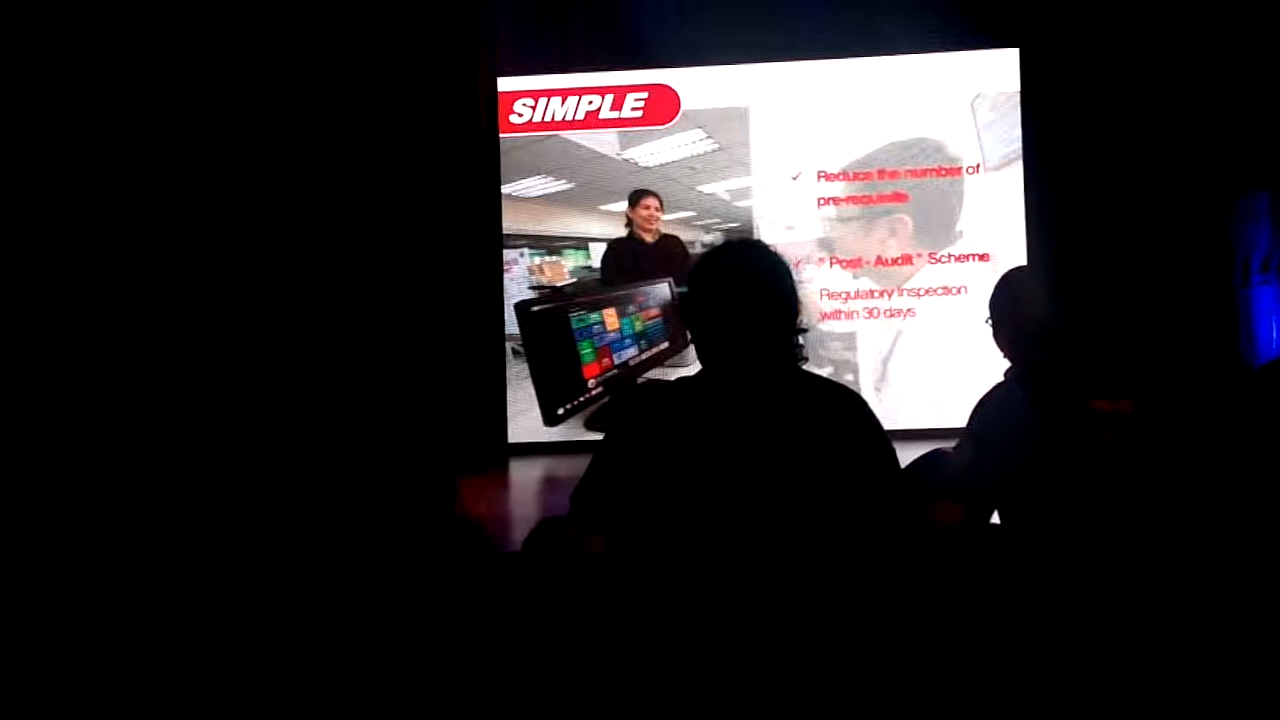 SIMPLE
✓ Reduce the number of
pre-requisite
✓ " Post - Audit " Scheme
Regulatory Inspection
within 30 days